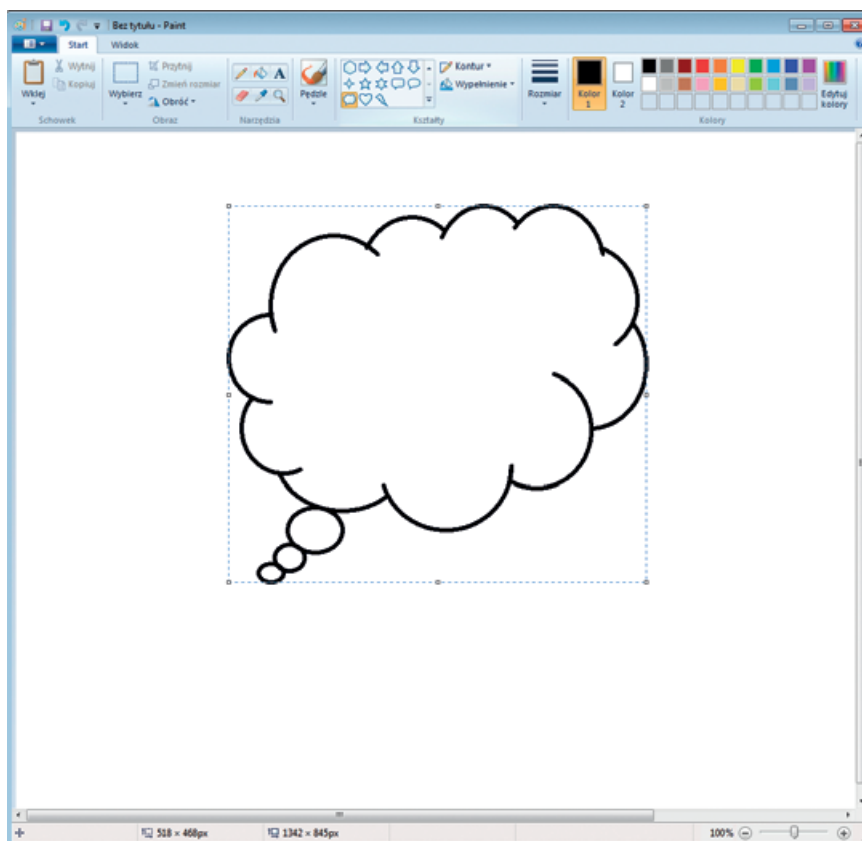 Bez tytułu - Paint
Start Widok
Wklej
Wytnij
Kopiuj
Schowek
Wybierz
Przytnij
Zmień rozmiar
Obróć
Obraz
A
Narzędzia
Pędzle
Kształty
Kontur
Wypełnienie
Rozmiar
Kolor 1
Kolor 2
Edytuj kolory
Kolory
518 × 468px 1342 × 845px 100%